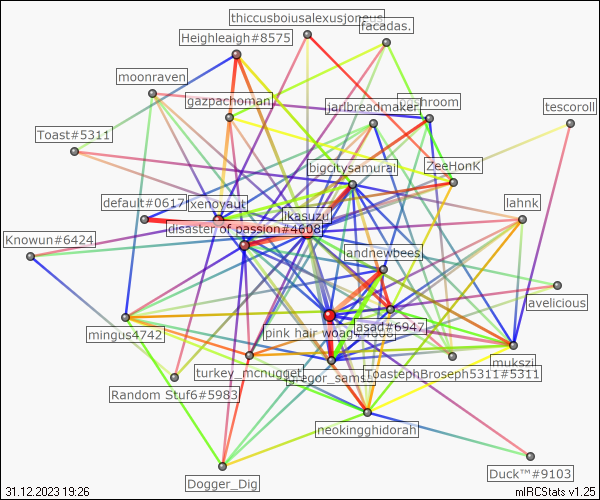 thiccusboiusalexusjoneus
facadas.
Heighleaigh#8575
moonraven
gazpachoman
jarlbreadmaker
hroom
tescoroll
Toast#5311
bigcitysamurai
ZeeHonK
default#0617
xenoyaut
Ikasuzu
lahnk
disaster of passion#4608
Knowun#6424
andnewbees
avelicious
mingus4742
pink hair woag
asad#6947
mukszi
turkey_mcnugget
gregor_sams
ToastephBroseph5311#5311
Random Stuf6#5983
neokingghidorah
Dogger_Dig
Duck™#9103
31.12.2023 19:26
mIRCStats v1.25